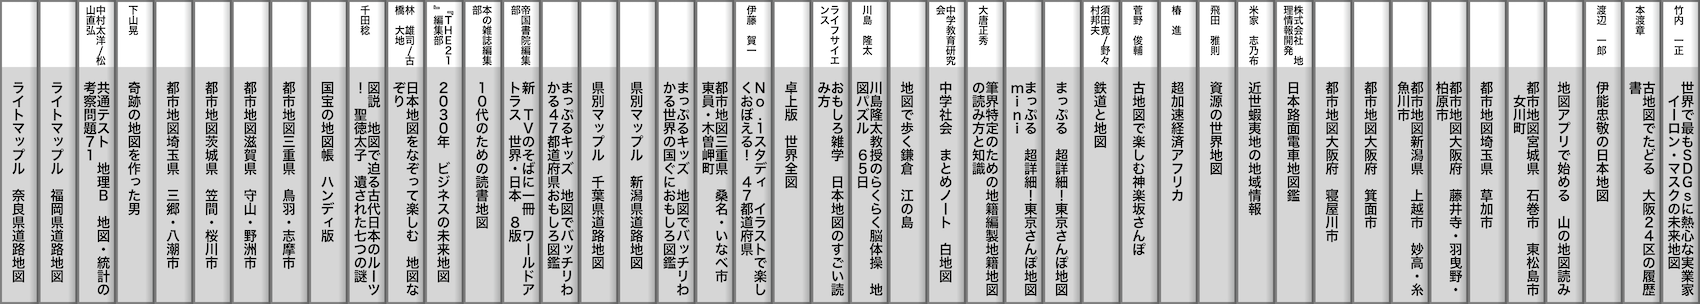 竹内　一正
世界で最もＳＤＧｓに熱心な実業家
イーロン・マスクの未来地図
本渡章
古地図でたどる　大阪２４区の履歴
書
渡辺　一郎
伊能忠敬の日本地図
地図アプリで始める　山の地図読み
都市地図宮城県　石巻市　東松島市
女川町
都市地図埼玉県　草加市
都市地図大阪府　藤井寺・羽曳野・
柏原市
都市地図新潟県　上越市　妙高・糸
魚川市
都市地図大阪府　箕面市
都市地図大阪府　寝屋川市
株式会社　地
理情報開発
日本路面電車地図鑑
米家　志乃布
近世蝦夷地の地域情報
飛田　雅則
資源の世界地図
椿　進
超加速経済アフリカ
菅野　俊輔
古地図で楽しむ神楽坂さんぽ
須田寛／野々
村邦夫
鉄道と地図
まっぷる　超詳細！東京さんぽ地図
まっぷる　超詳細！東京さんぽ地図
ｍｉｎｉ
大唐正秀
筆界特定のための地籍編製地籍地図
の読み方と知識
中学教育研究
会
中学社会　まとめノート　白地図
地図で歩く鎌倉　江の島
川島　隆太
川島隆太教授のらくらく脳体操　地
図パズル　６５日
ライフサイエ
ンス
おもしろ雑学　日本地図のすごい読
み方
卓上版　世界全図
伊藤　賀一
Ｎｏ．１スタディ　イラストで楽し
くおぼえる！　４７都道府県
都市地図三重県　桑名・いなべ市
東員・木曽岬町
まっぷるキッズ　地図でバッチリわ
かる世界の国ぐにおもしろ図鑑
県別マップル　新潟県道路地図
県別マップル　千葉県道路地図
まっぷるキッズ　地図でバッチリわ
かる４７都道府県おもしろ図鑑
帝国書院編集
部
新　ＴＶのそばに一冊　ワールドア
トラス　世界・日本　８版
本の雑誌編集
部
１０代のための読書地図
『ＴＨＥ２１
』編集部
２０３０年　ビジネスの未来地図
林　雄司／古
橋　大地
日本地図をなぞって楽しむ　地図な
ぞり
千田稔
図説　地図で迫る古代日本のルーツ
！　聖徳太子　遺された七つの謎
国宝の地図帳　ハンディ版
都市地図三重県　鳥羽・志摩市
都市地図滋賀県　守山・野洲市
都市地図茨城県　笠間・桜川市
都市地図埼玉県　三郷・八潮市
下山晃
奇跡の地図を作った男
中村太洋／松
山直弘
共通テスト　地理Ｂ　地図・統計の
考察問題７１
ライトマップル　福岡県道路地図
ライトマップル　奈良県道路地図